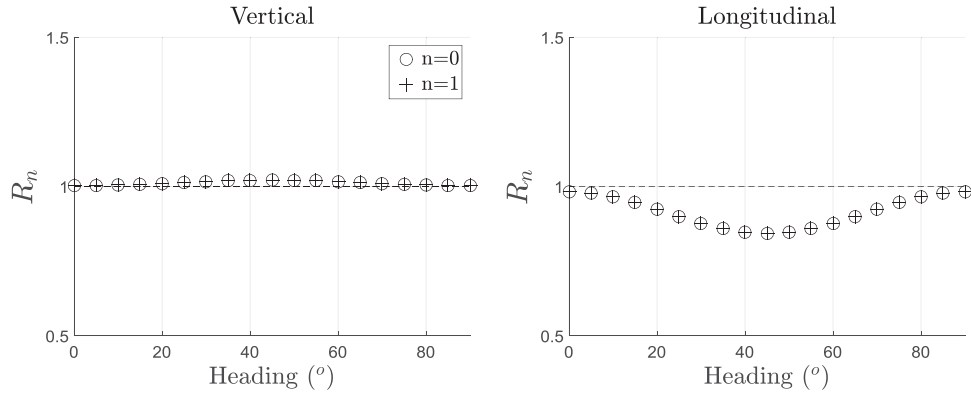 Vertical
1.5
1
0.5
R_n
n=0
n=1
0 20 40 60 80
Heading (°)
Longitudinal
1.5
1
0.5
R_n
0 20 40 60 80
Heading (°)